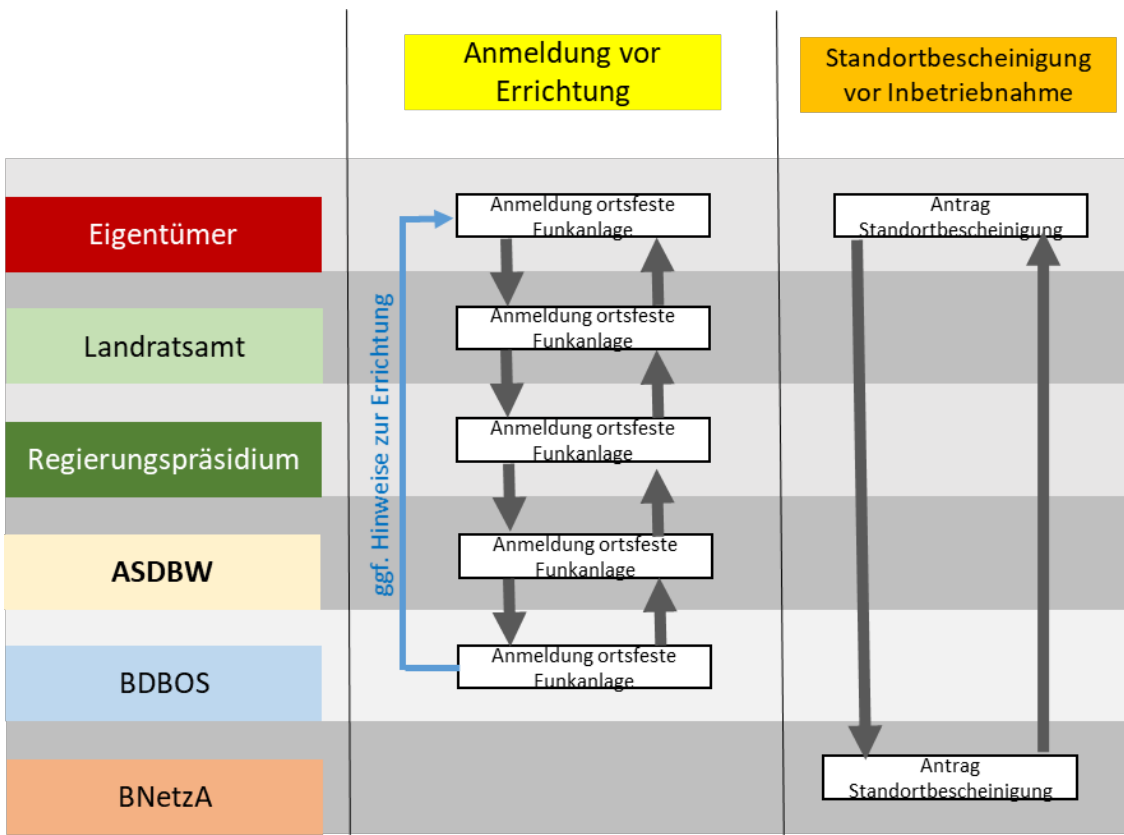 Anmeldung vor
Errichtung
Standortbescheinigung
vor Inbetriebnahme
Eigentümer
Anmeldung ortsfeste
Funkanlage
Antrag
Standortbescheinigung
Landratsamt
Anmeldung ortsfeste
Funkanlage
ggf. Hinweise zur Errichtung
Regierungspräsidium
Anmeldung ortsfeste
Funkanlage
ASDBW
Anmeldung ortsfeste
Funkanlage
BDBOS
Anmeldung ortsfeste
Funkanlage
BNetzA
Antrag
Standortbescheinigung